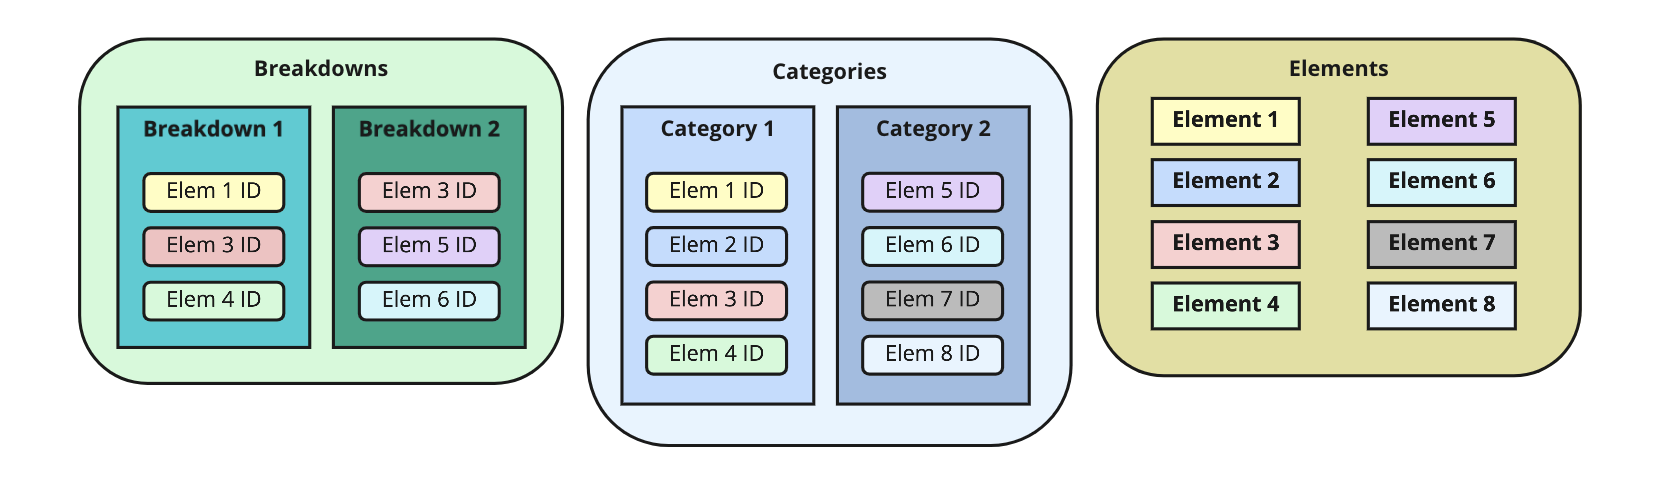 Breakdowns
Breakdown 1
Elem 1 ID
Elem 3 ID
Elem 4 ID
Breakdown 2
Elem 3 ID
Elem 5 ID
Elem 6 ID
Categories
Category 1
Elem 1 ID
Elem 2 ID
Elem 3 ID
Elem 4 ID
Category 2
Elem 5 ID
Elem 6 ID
Elem 7 ID
Elem 8 ID
Elements
Element 1
Element 2
Element 3
Element 4
Element 5
Element 6
Element 7
Element 8